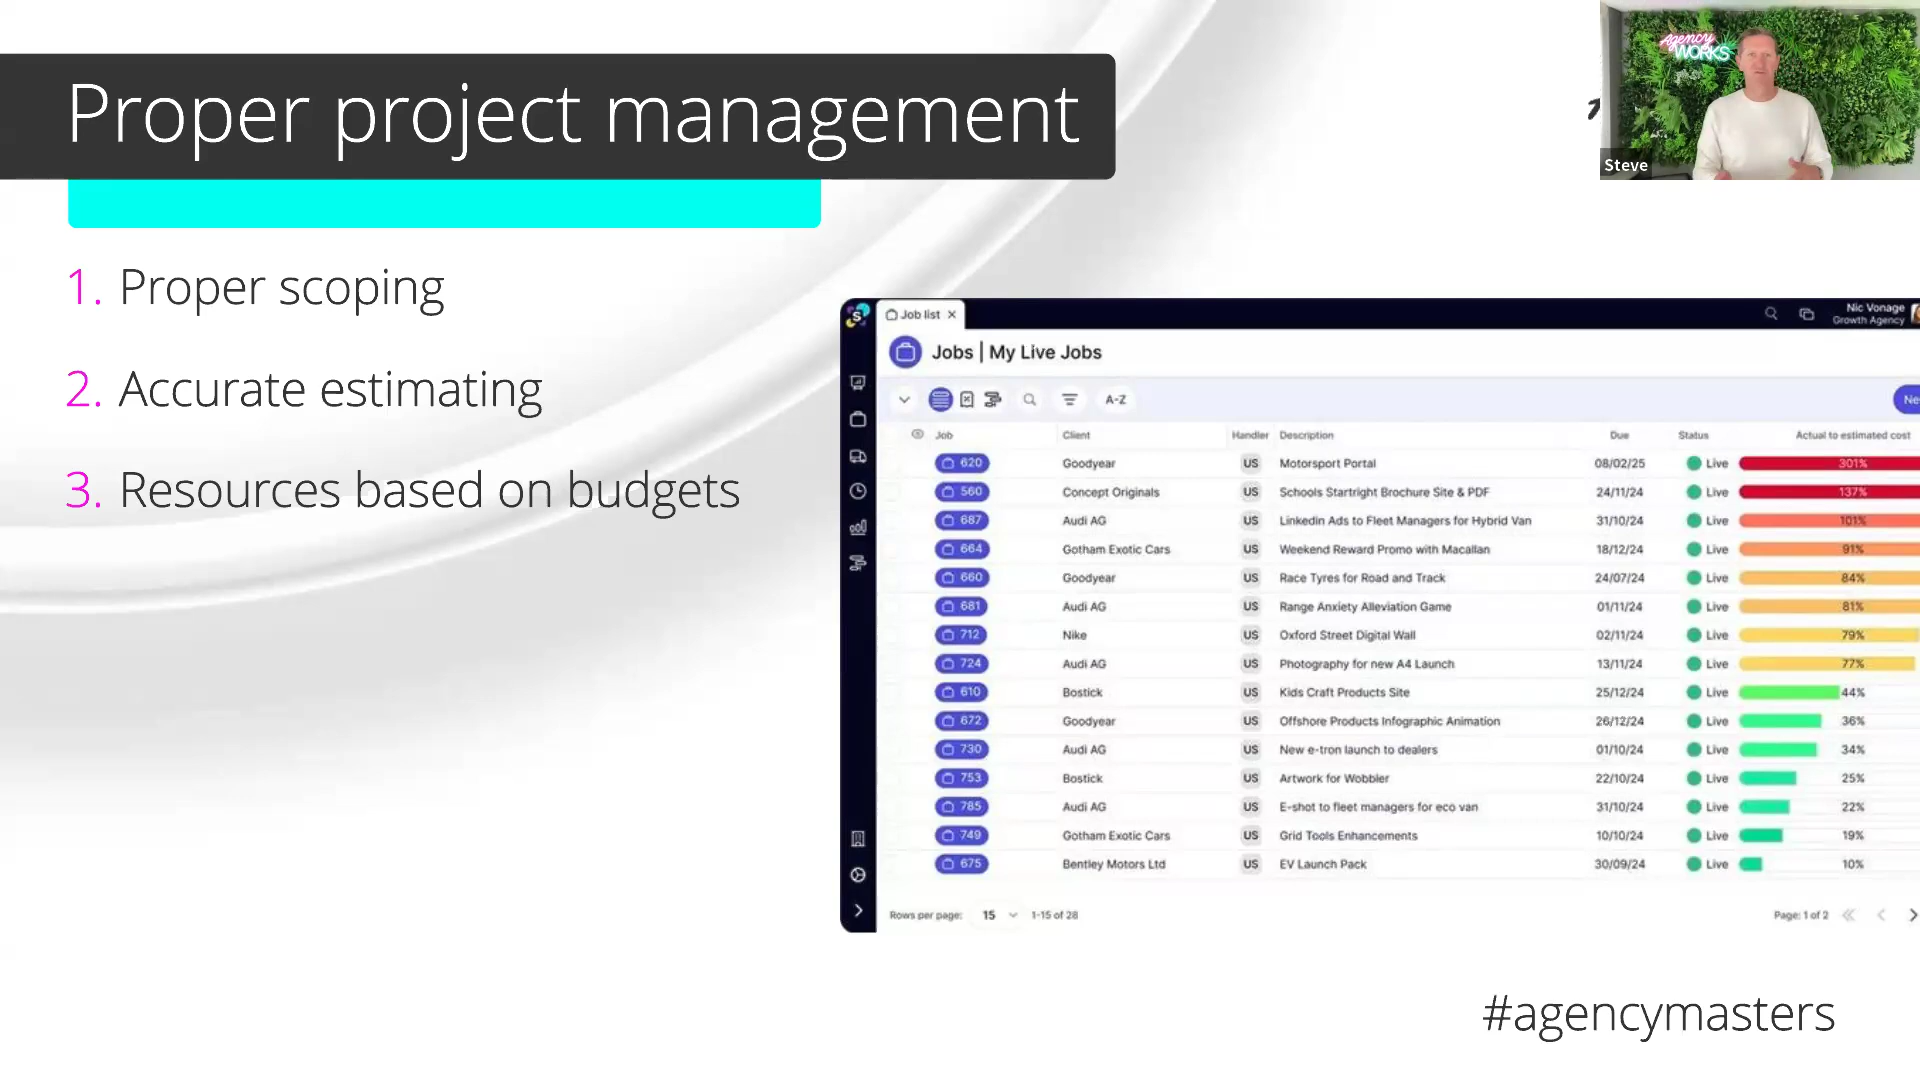 Proper project management
Agency
WORKS
Steve
1. Proper scoping
2. Accurate estimating
3. Resources based on budgets
S
Job list
Nic Vonage
Growth Agency
Jobs | My Live Jobs
A-Z
Job Client Handler Description Due Status Actual to estimated cost
620 Goodyear US Motorsport Portal 08/02/25 Live 301%
560 Concept Originals US Schools Startright Brochure Site & PDF 24/11/24 Live 137%
687 Audi AG US Linkedin Ads to Fleet Managers for Hybrid Van 31/10/24 Live 101%
664 Gotham Exotic Cars US Weekend Reward Promo with Macallan 18/12/24 Live 91%
660 Goodyear US Race Tyres for Road and Track 24/07/24 Live 84%
681 Audi AG US Range Anxiety Alleviation Game 01/11/24 Live 81%
712 Nike US Oxford Street Digital Wall 02/11/24 Live 79%
724 Audi AG US Photography for new A4 Launch 13/11/24 Live 77%
610 Bostick US Kids Craft Products Site 25/12/24 Live 44%
672 Goodyear US Offshore Products Infographic Animation 26/12/24 Live 36%
730 Audi AG US New e-tron launch to dealers 01/10/24 Live 34%
753 Bostick US Artwork for Wobbler 22/10/24 Live 25%
785 Audi AG US E-shot to fleet managers for eco van 31/10/24 Live 22%
749 Gotham Exotic Cars US Grid Tools Enhancements 10/10/24 Live 19%
675 Bentley Motors Ltd US EV Launch Pack 30/09/24 Live 10%
Rows per page: 15 1-15 of 28 Page: 1 of 2
#agencymasters